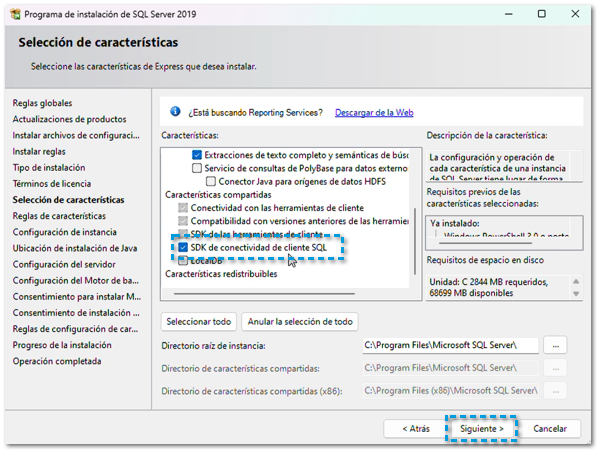 Programa de instalación de SQL Server 2019
Selección de características
Seleccione las características de Express que desea instalar.
Reglas globales
Actualizaciones de productos
Instalar archivos de configuraci...
Instalar reglas
Tipo de instalación
Términos de licencia
Selección de características
Reglas de características
Configuración de instancia
Ubicación de instalación de Java
Configuración del servidor
Configuración del Motor de ba...
Consentimiento para instalar M...
Consentimiento de instalación ...
Reglas de configuración de car...
Progreso de la instalación
Operación completada
¿Está buscando Reporting Services? Descargar de la Web
Características:
Extracciones de texto completo y semánticas de búsq
Servicio de consultas de PolyBase para datos externo
Conector Java para orígenes de datos HDFS
Características compartidas
Conectividad con las herramientas de cliente
Compatibilidad con versiones anteriores de las herramien
SDK de las herramientas de cliente
SDK de conectividad de cliente SQL
LocalDB
Características redistribuibles
Descripción de la característica:
La configuración y operación de
cada característica de una instancia
de SQL Server tiene lugar de forma
Requisitos previos de las
características seleccionadas:
Ya instalado:
Windows PowerShell 3.0 o poste
Requisitos de espacio en disco
Unidad: C 2844 MB requeridos,
68699 MB disponibles
Seleccionar todo
Anular la selección de todo
Directorio raíz de instancia:
C:\Program Files\Microsoft SQL Server\
...
Directorio de características compartidas:
C:\Program Files\Microsoft SQL Server\
...
Directorio de características compartidas (x86):
C:\Program Files (x86)\Microsoft SQL Server\
...
< Atrás
Siguiente >
Cancelar